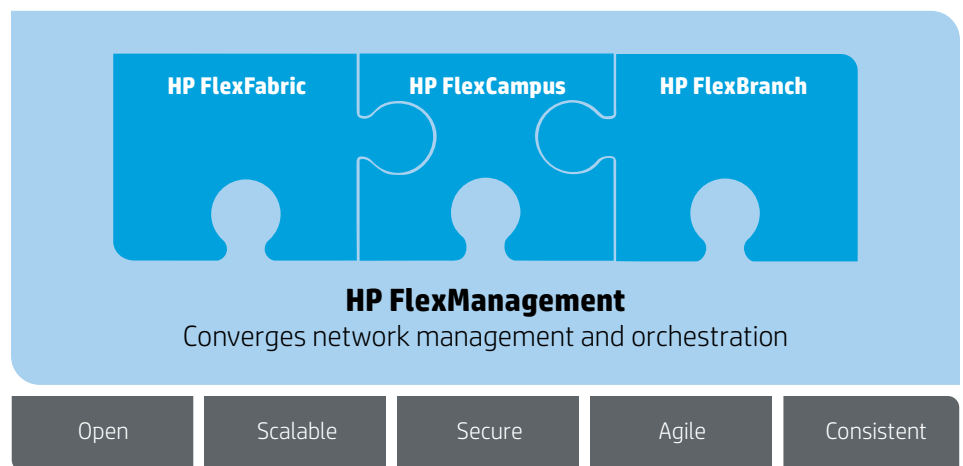 HP FlexFabric
HP FlexCampus
HP FlexBranch
HP FlexManagement
Converges network management and orchestration
Open
Scalable
Secure
Agile
Consistent